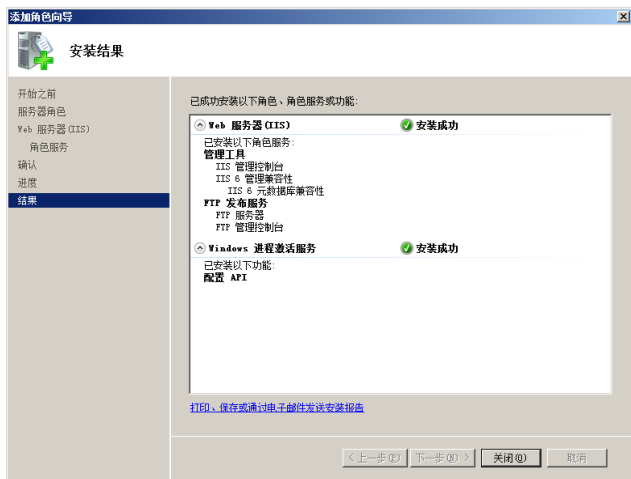 添加角色向导
安装结果
开始之前
服务器角色
Web 服务器(IIS)
角色服务
确认
进度
结果
已成功安装以下角色、角色服务或功能:
Web 服务器(IIS) 安装成功
已安装以下角色服务:
管理工具
IIS 管理控制台
IIS 6 管理兼容性
IIS 6 元数据库兼容性
FTP 发布服务
FTP 服务器
FTP 管理控制台
Windows 进程激活服务 安装成功
已安装以下功能:
配置 API
打印、保存或通过电子邮件发送安装报告
< 上一步(P) 下一步(N) > 关闭(O) 取消